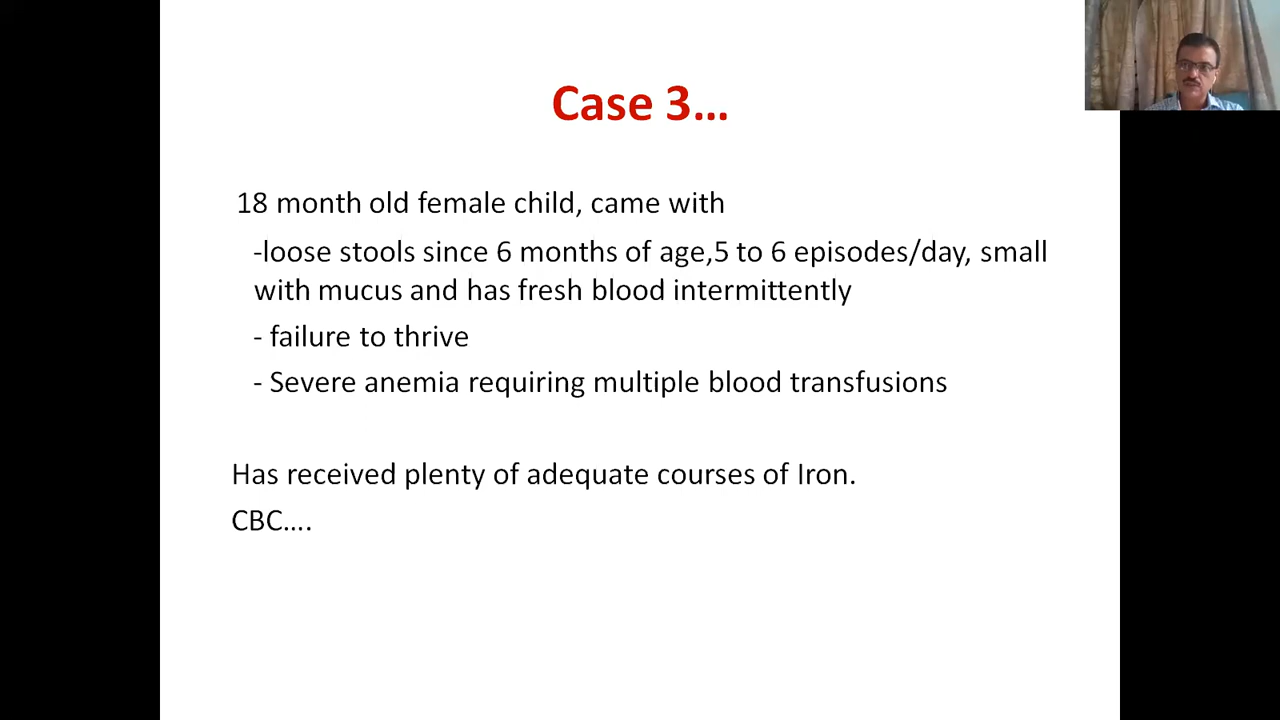 Case 3...
18 month old female child, came with
-loose stools since 6 months of age,5 to 6 episodes/day, small
with mucus and has fresh blood intermittently
- failure to thrive
- Severe anemia requiring multiple blood transfusions
Has received plenty of adequate courses of Iron.
CBC....